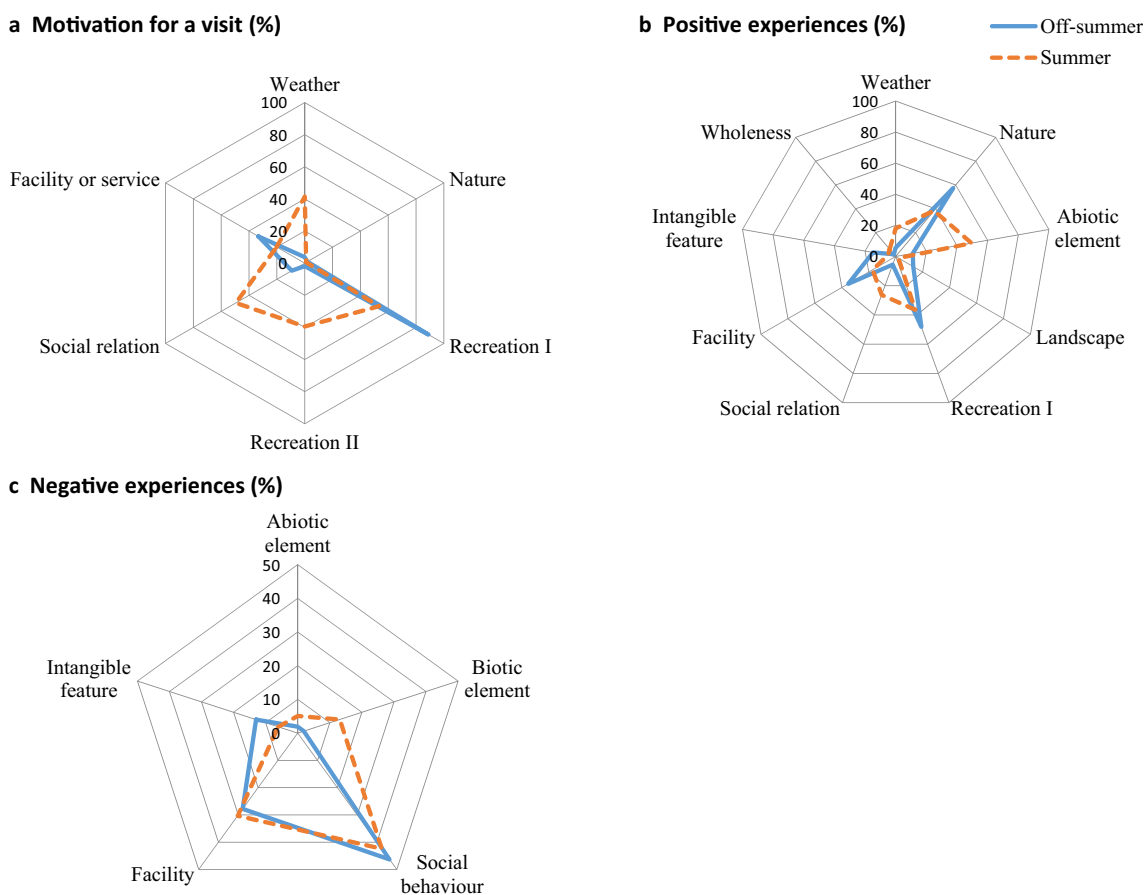 a Motivation for a visit (%)
Weather
100
80
60
40
20
0
Nature
Recreation I
Recreation II
Social relation
Facility or service
b Positive experiences (%)
Off-summer
Summer
Weather
100
80
60
40
20
0
Nature
Abiotic
element
Landscape
Recreation I
Social relation
Facility
Intangible
feature
Wholeness
c Negative experiences (%)
Abiotic
element
50
40
30
20
10
0
Biotic
element
Social
behaviour
Facility
Intangible
feature